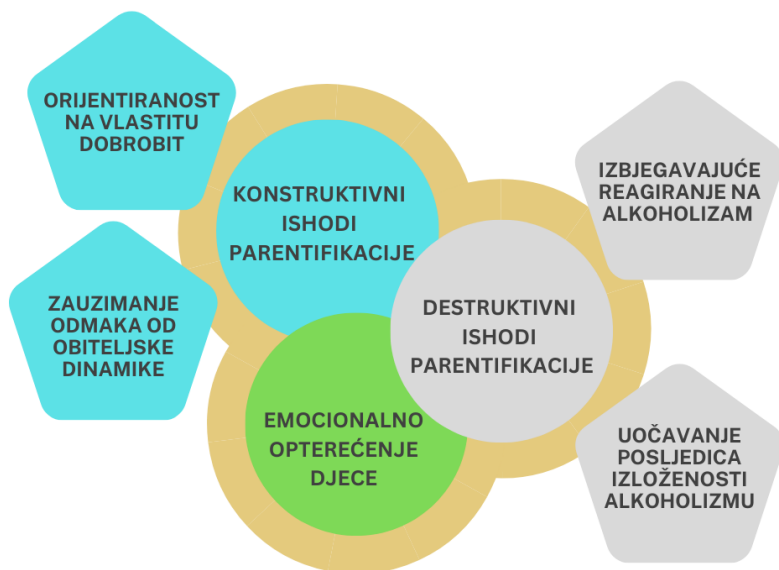 ORIJENTIRANOST
NA VLASTITU
DOBROBIT
KONSTRUKTIVNI
ISHODI
PARENTIFIKACIJE
IZBJEGAVAJUĆE
REAGIRANJE NA
ALKOHOLIZAM
ZAUZIMANJE
ODMAKA OD
OBITELJSKE
DINAMIKE
DESTRUKTIVNI
ISHODI
PARENTIFIKACIJE
EMOCIONALNO
OPTEREĆENJE
DJECE
UOČAVANJE
POSLJEDICA
IZLOŽENOSTI
ALKOHOLIZMU